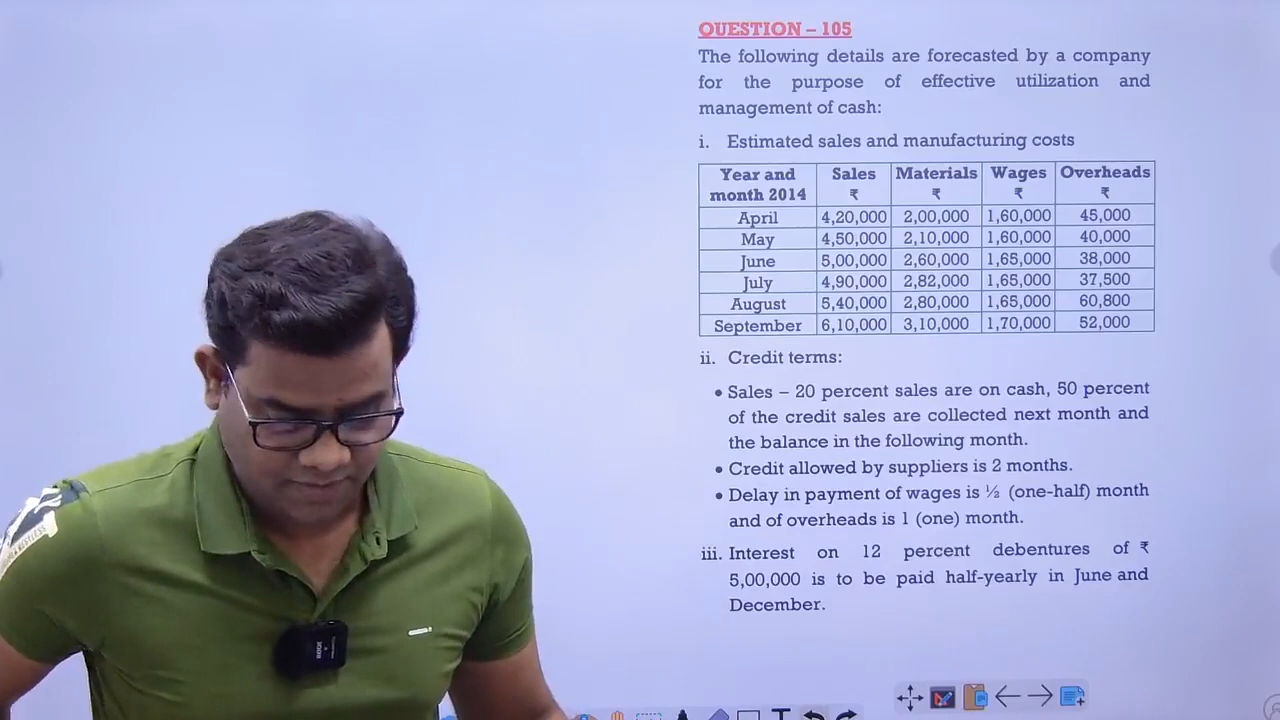 QUESTION – 105
The following details are forecasted by a company
for the purpose of effective utilization and
management of cash:
i. Estimated sales and manufacturing costs
Year and month 2014 Sales ₹ Materials ₹ Wages ₹ Overheads ₹
April 4,20,000 2,00,000 1,60,000 45,000
May 4,50,000 2,10,000 1,60,000 40,000
June 5,00,000 2,60,000 1,65,000 38,000
July 4,90,000 2,82,000 1,65,000 37,500
August 5,40,000 2,80,000 1,65,000 60,800
September 6,10,000 3,10,000 1,70,000 52,000
ii. Credit terms:
• Sales – 20 percent sales are on cash, 50 percent
of the credit sales are collected next month and
the balance in the following month.
• Credit allowed by suppliers is 2 months.
• Delay in payment of wages is ½ (one-half) month
and of overheads is 1 (one) month.
iii. Interest on 12 percent debentures of ₹
5,00,000 is to be paid half-yearly in June and
December.